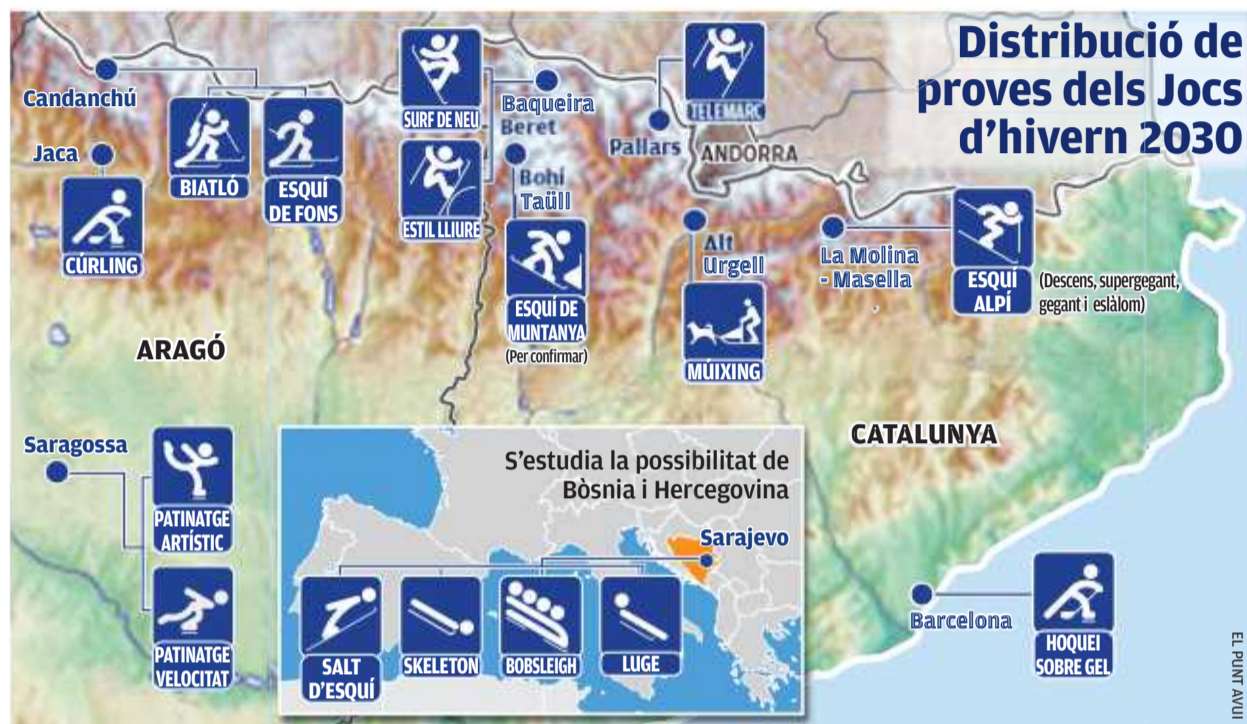 Distribució de
proves dels Jocs
d’hivern 2030
Candanchú
BIATLÓ
ESQUÍ
DE FONS
Jaca
CÚRLING
SURF DE NEU
ESTIL LLIURE
Baqueira
Beret
Bohí
Taüll
ESQUÍ DE
MUNTANYA
(Per confirmar)
TELEMARC
Pallars
ANDORRA
Alt
Urgell
MÚIXING
La Molina
- Masella
ESQUÍ
ALPÍ
(Descens, supergegant,
gegant i eslàlom)
ARAGÓ
CATALUNYA
Saragossa
PATINATGE
ARTÍSTIC
PATINATGE
VELOCITAT
S’estudia la possibilitat de
Bòsnia i Hercegovina
Sarajevo
SALT
D’ESQUÍ
SKELETON
BOBSLEIGH
LUGE
Barcelona
HOQUEI
SOBRE GEL
EL PUNT AVUI